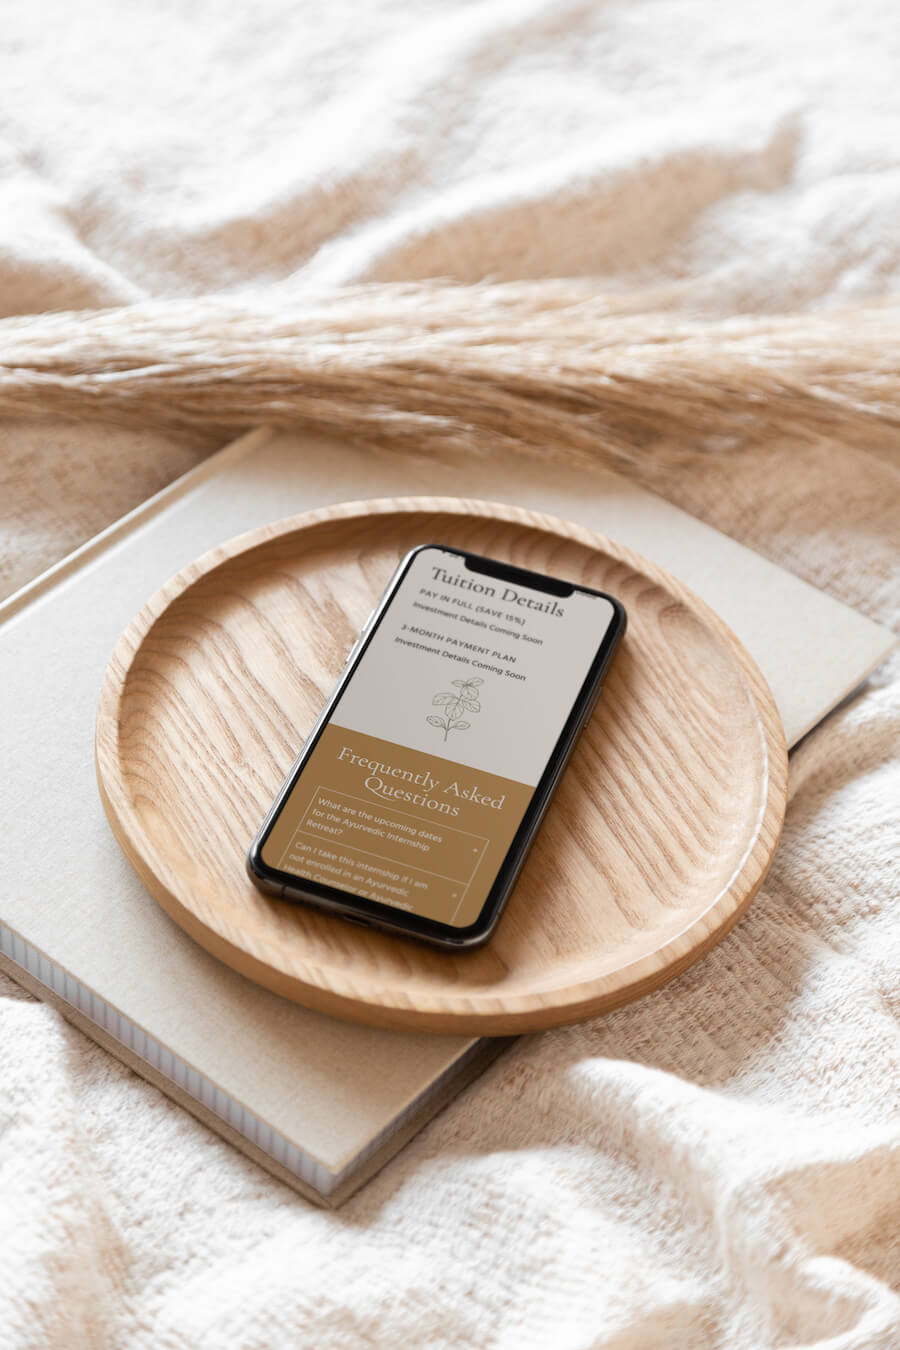 Tuition Details
PAY IN FULL (SAVE 15%)
Investment Details Coming Soon
3-MONTH PAYMENT PLAN
Investment Details Coming Soon
Frequently Asked
Questions
What are the upcoming dates
for the Ayurvedic Internship
Retreat?
Can I take this internship if I am
not enrolled in an Ayurvedic
Health Counselor or Ayurvedic